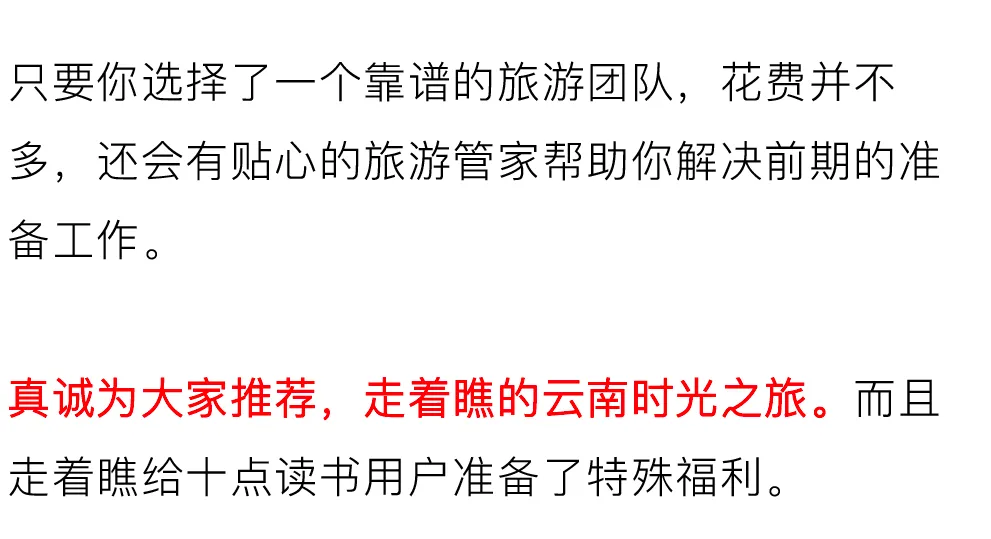 只要你选择了一个靠谱的旅游团队，花费并不
多，还会有贴心的旅游管家帮助你解决前期的准
备工作。
真诚为大家推荐，走着瞧的云南时光之旅。而且
走着瞧给十点读书用户准备了特殊福利。